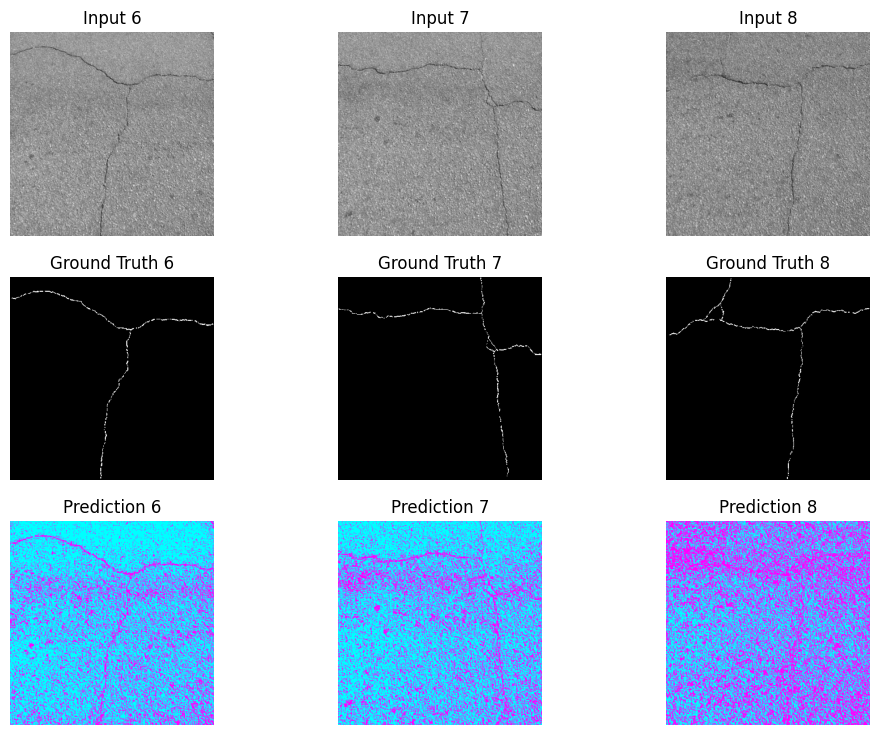 Input 6
Input 7
Input 8
Ground Truth 6
Ground Truth 7
Ground Truth 8
Prediction 6
Prediction 7
Prediction 8